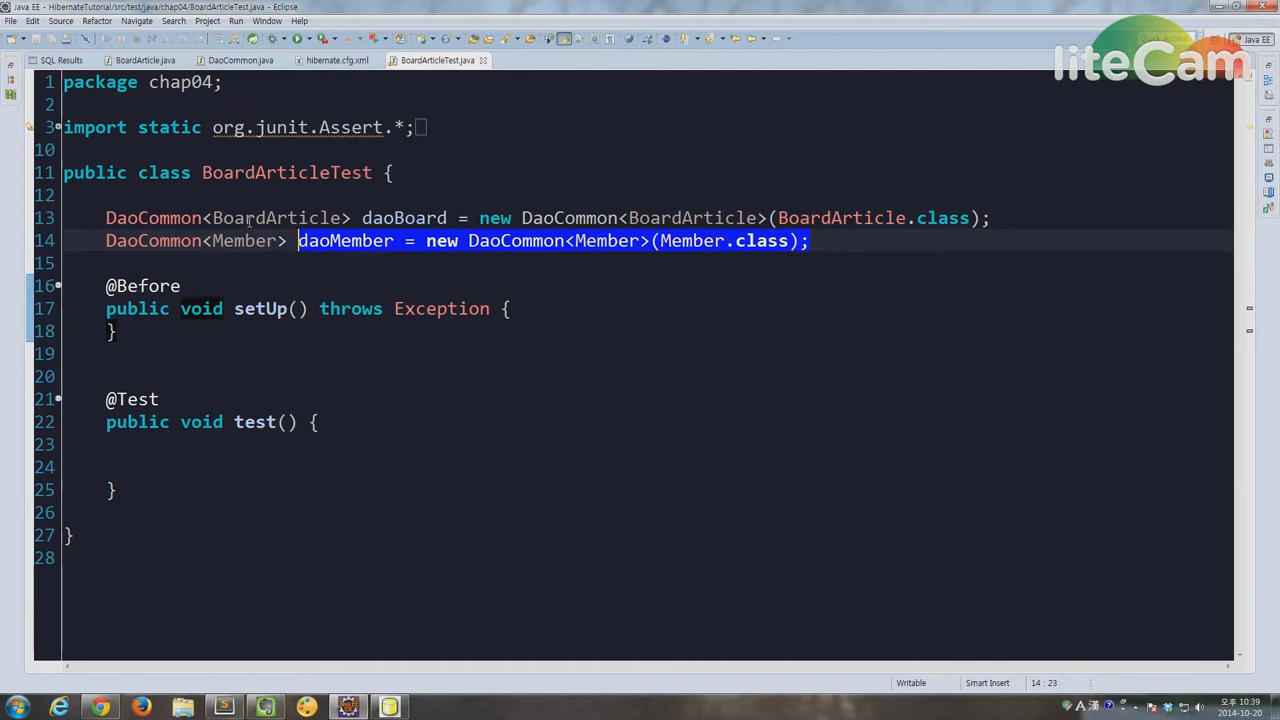 Java EE - HibernateTutorial/src/test/java/chap04/BoardArticleTest.java - Eclipse
File Edit Source Refactor Navigate Search Project Run Window Help
Quick Access Java EE
liteCam
SQL Results BoardArticle.java DaoCommon.java hibernate.cfg.xml BoardArticleTest.java
1 package chap04;
2
3 import static org.junit.Assert.*;
10
11 public class BoardArticleTest {
12
13 DaoCommon<BoardArticle> daoBoard = new DaoCommon<BoardArticle>(BoardArticle.class);
14 DaoCommon<Member> daoMember = new DaoCommon<Member>(Member.class);
15
16 @Before
17 public void setUp() throws Exception {
18 }
19
20
21 @Test
22 public void test() {
23
24
25 }
26
27 }
28
Writable Smart Insert 14 : 23
A 漢
오후 10:39
2014-10-20